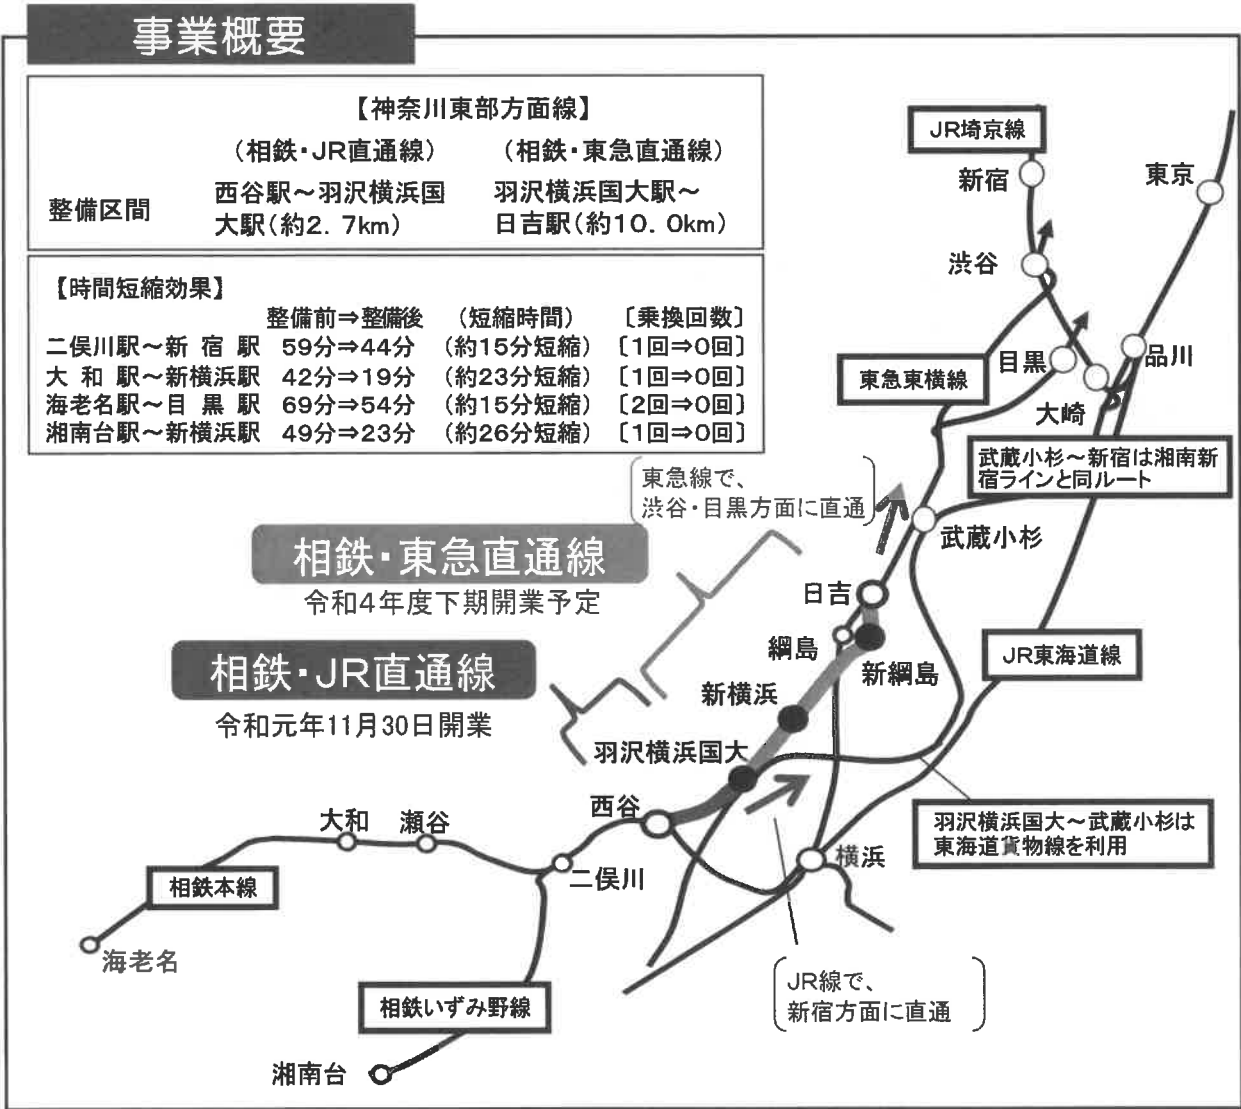 事業概要
【神奈川東部方面線】
（相鉄・JR直通線）　（相鉄・東急直通線）
整備区間
西谷駅～羽沢横浜国
大駅（約2．7km）
羽沢横浜国大駅～
日吉駅（約10．0km）
【時間短縮効果】
整備前⇒整備後　（短縮時間）　〔乗換回数〕
二俣川駅～新 宿 駅　59分⇒44分　（約15分短縮）〔1回⇒0回〕
大 和 駅～新横浜駅　42分⇒19分　（約23分短縮）〔1回⇒0回〕
海老名駅～目 黒 駅　69分⇒54分　（約15分短縮）〔2回⇒0回〕
湘南台駅～新横浜駅　49分⇒23分　（約26分短縮）〔1回⇒0回〕
JR埼京線
新宿
東京
渋谷
目黒
品川
東急東横線
大崎
武蔵小杉～新宿は湘南新
宿ラインと同ルート
東急線で、
渋谷・目黒方面に直通
武蔵小杉
相鉄・東急直通線
令和4年度下期開業予定
日吉
綱島
新綱島
JR東海道線
相鉄・JR直通線
令和元年11月30日開業
新横浜
羽沢横浜国大
西谷
羽沢横浜国大～武蔵小杉は
東海道貨物線を利用
大和
瀬谷
二俣川
横浜
相鉄本線
海老名
相鉄いずみ野線
JR線で、
新宿方面に直通
湘南台